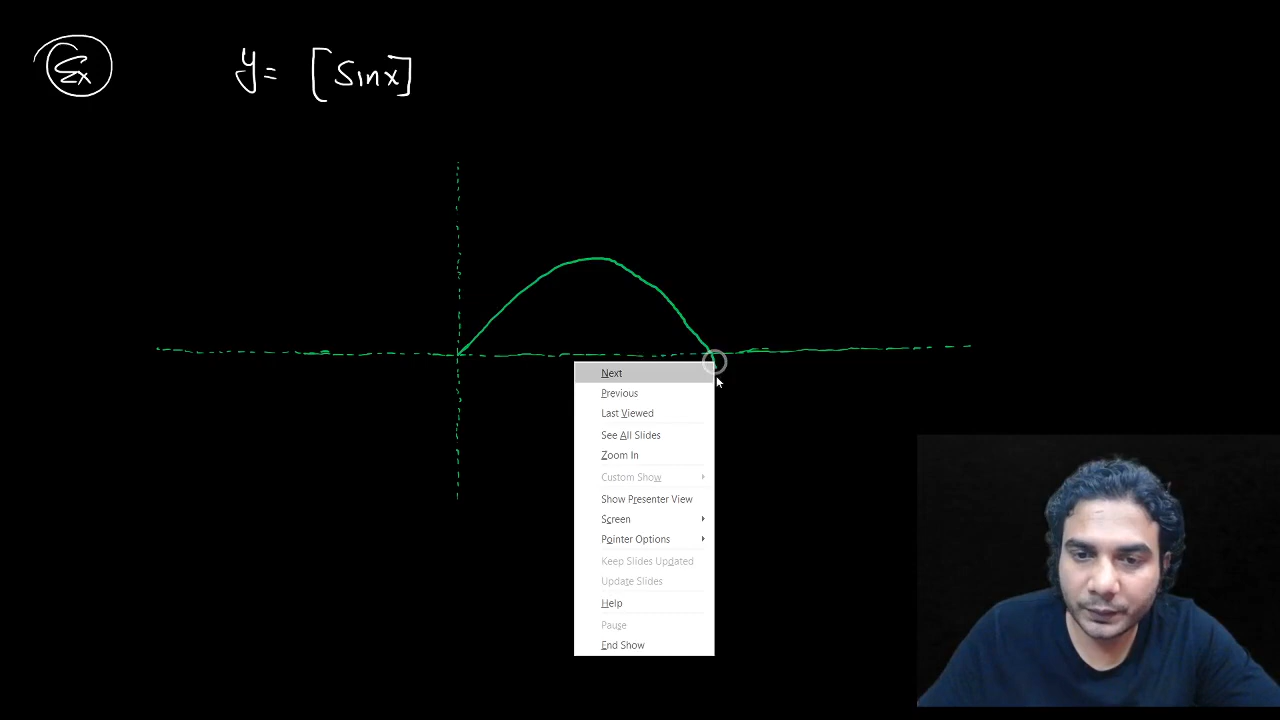 Ex y = [Sinx]
Next
Previous
Last Viewed
See All Slides
Zoom In
Custom Show
Show Presenter View
Screen
Pointer Options
Keep Slides Updated
Update Slides
Help
Pause
End Show